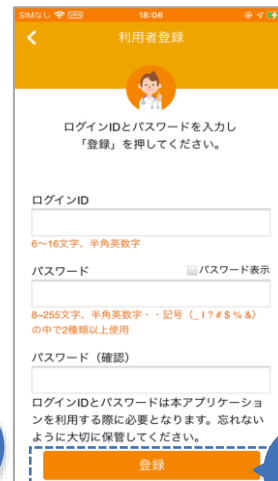 SIMなし VPN 18:06
利用者登録
ログインIDとパスワードを入力し
「登録」を押してください。
ログインID
6〜16文字、半角英数字
パスワード パスワード表示
8–255文字、半角英数字・・記号（_ ! ? # $ % &）
の中で2種類以上使用
パスワード（確認）
ログインIDとパスワードは本アプリケーショ
ンを利用する際に必要となります。忘れない
ように大切に保管してください。
登録